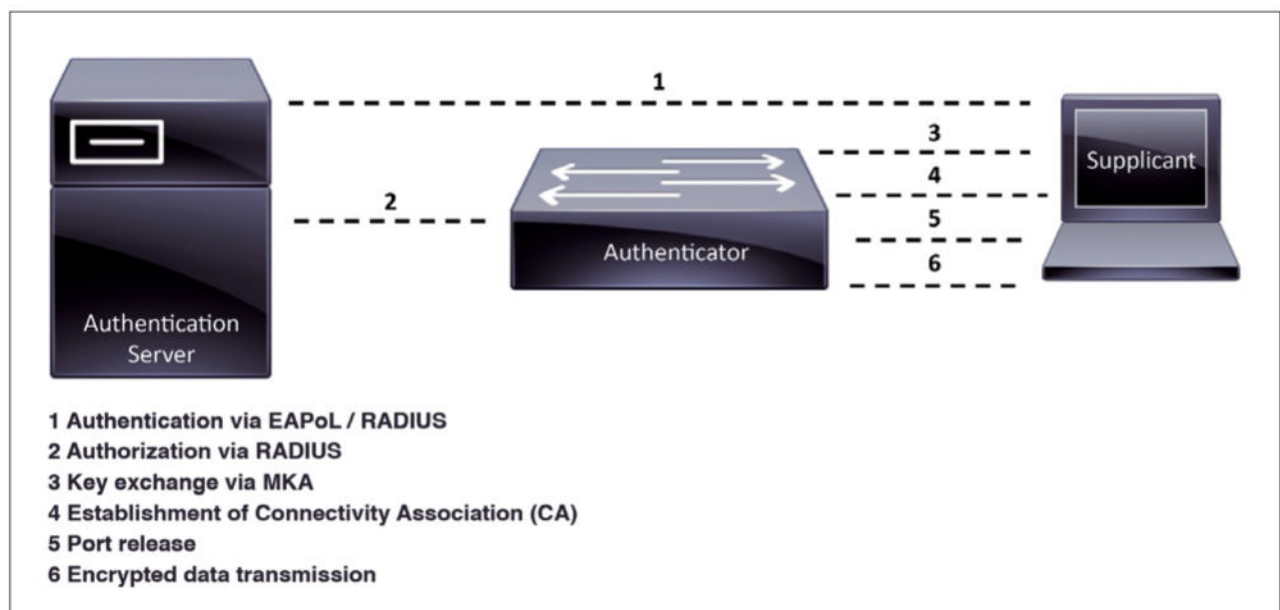 1
3
Supplicant
4
2
5
Authenticator
6
Authentication
Server
1 Authentication via EAPoL / RADIUS
2 Authorization via RADIUS
3 Key exchange via MKA
4 Establishment of Connectivity Association (CA)
5 Port release
6 Encrypted data transmission